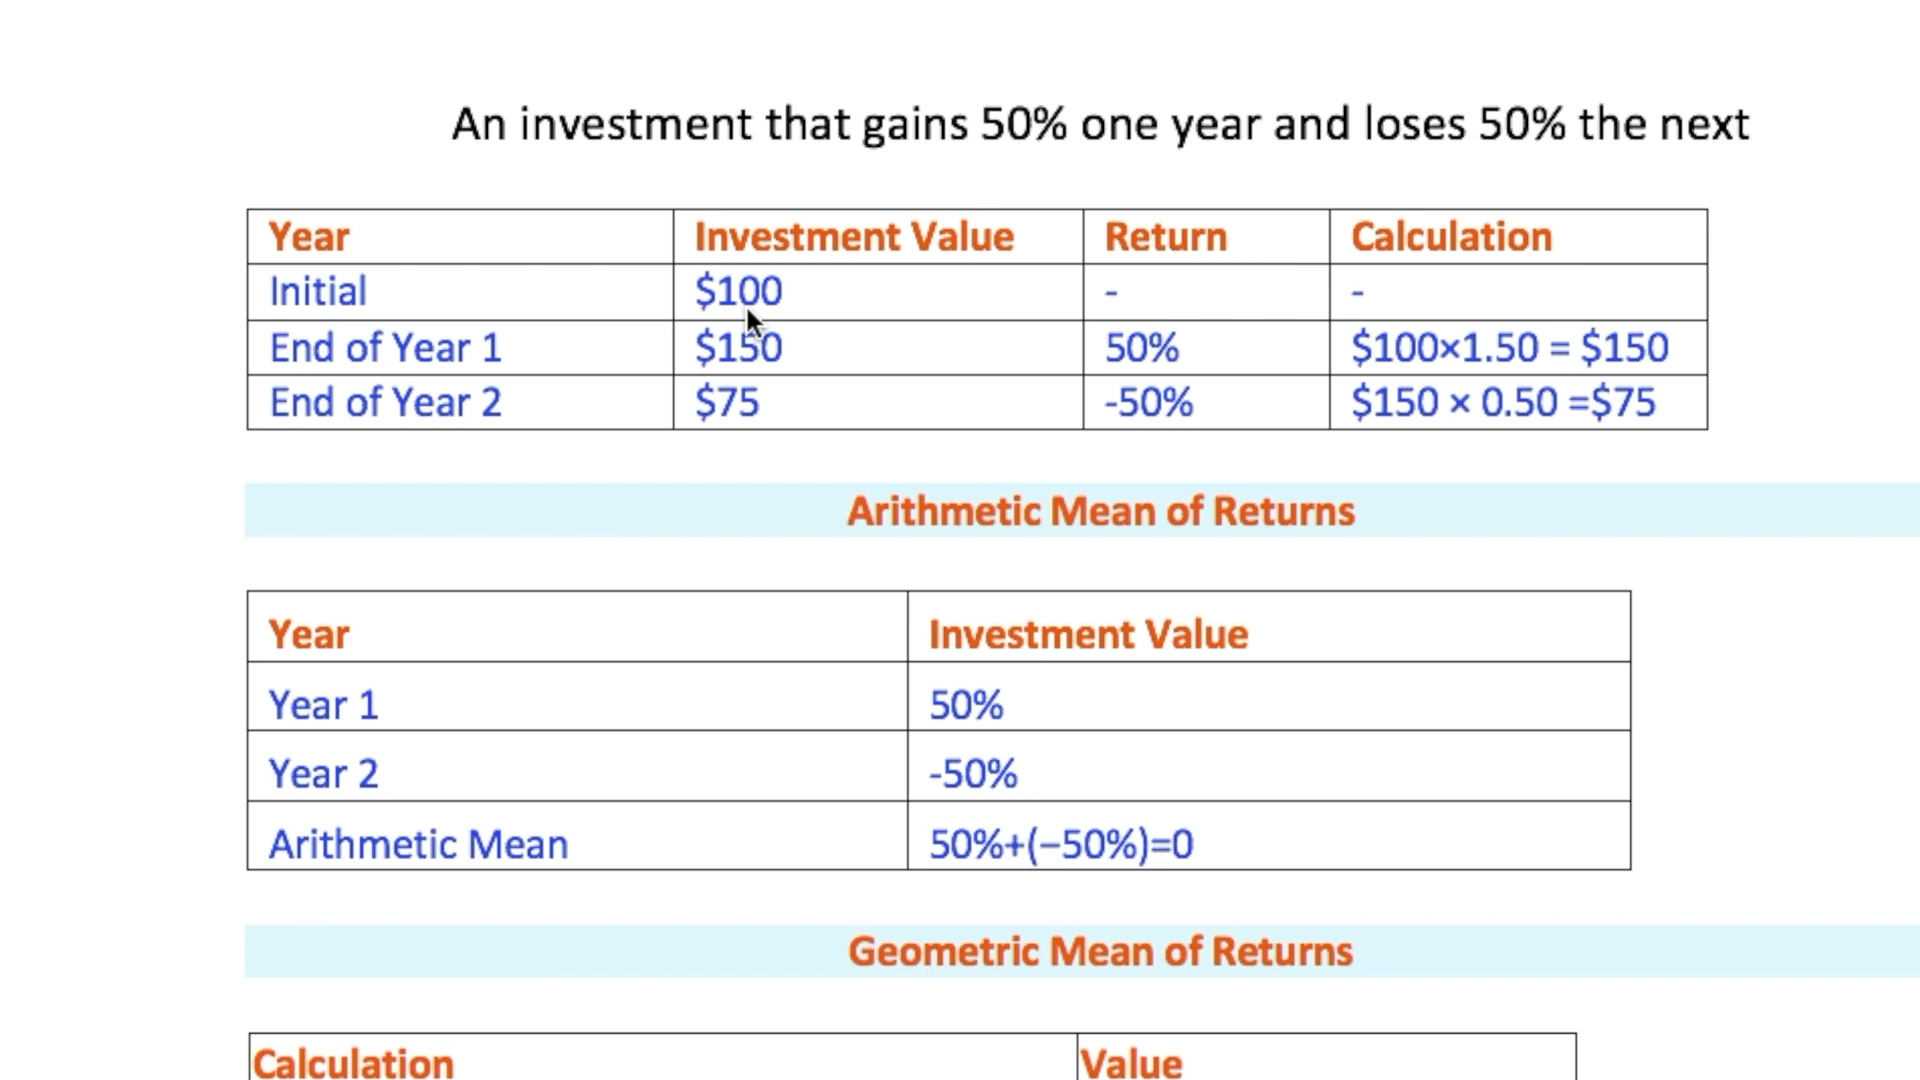 An investment that gains 50% one year and loses 50% the next
Year Investment Value Return Calculation
Initial $100 - -
End of Year 1 $150 50% $100×1.50 = $150
End of Year 2 $75 -50% $150 × 0.50 =$75
Arithmetic Mean of Returns
Year Investment Value
Year 1 50%
Year 2 -50%
Arithmetic Mean 50%+(−50%)=0
Geometric Mean of Returns
Calculation Value